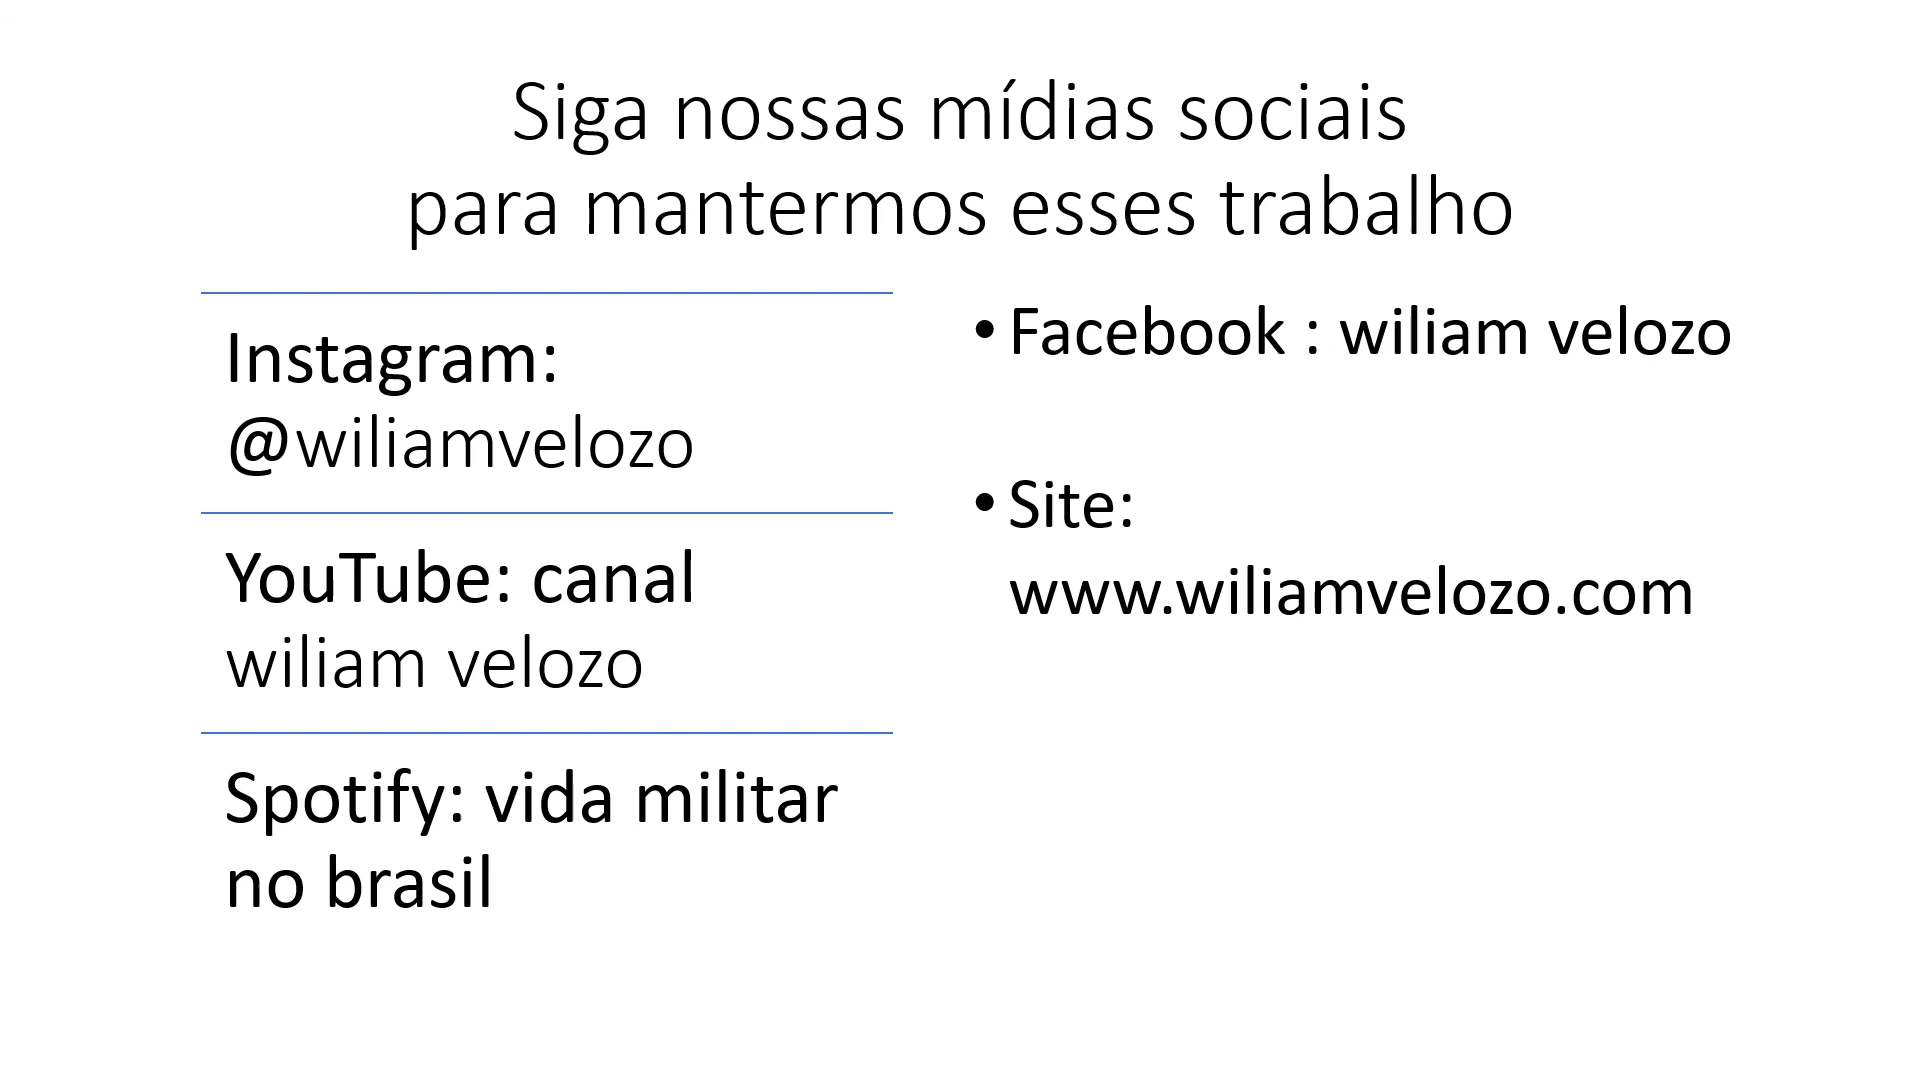 Siga nossas mídias sociais
para mantermos esses trabalho
Instagram:
@wiliamvelozo
YouTube: canal
wiliam velozo
Spotify: vida militar
no brasil
• Facebook : wiliam velozo
• Site:
www.wiliamvelozo.com